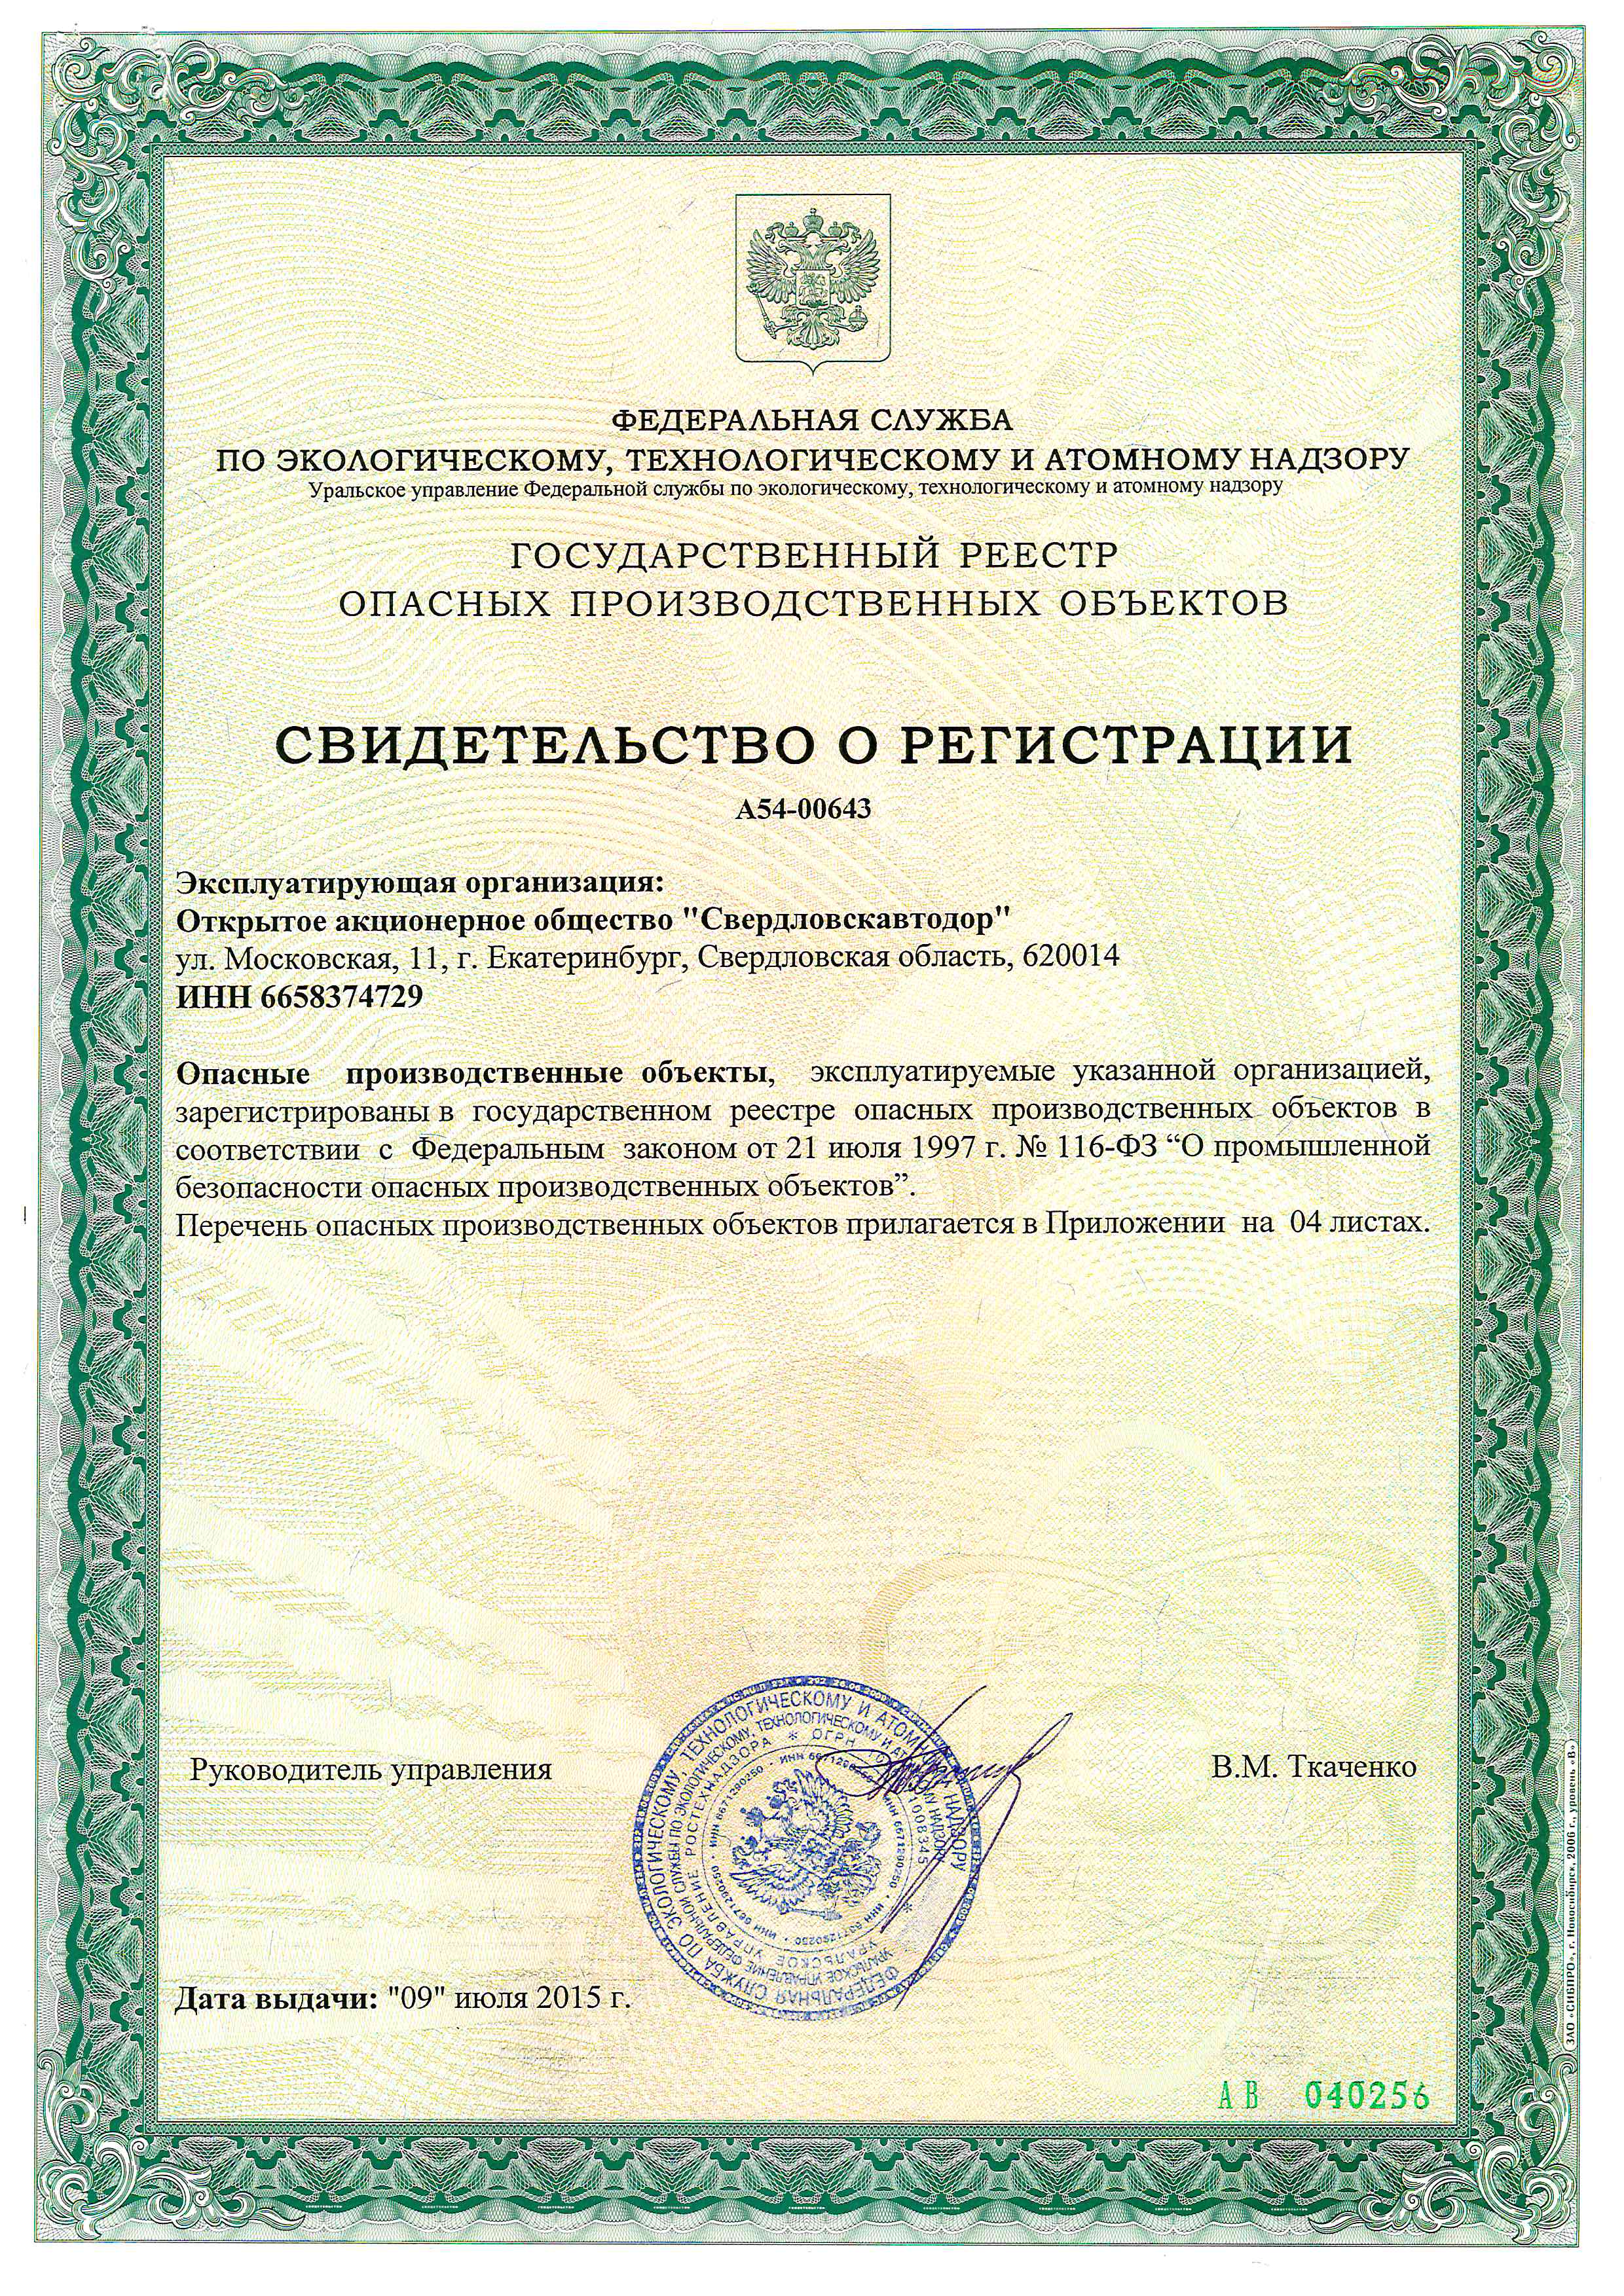 ФЕДЕРАЛЬНАЯ СЛУЖБА
ПО ЭКОЛОГИЧЕСКОМУ, ТЕХНОЛОГИЧЕСКОМУ И АТОМНОМУ НАДЗОРУ
Уральское управление Федеральной службы по экологическому, технологическому и атомному надзору
ГОСУДАРСТВЕННЫЙ РЕЕСТР
ОПАСНЫХ ПРОИЗВОДСТВЕННЫХ ОБЪЕКТОВ
СВИДЕТЕЛЬСТВО О РЕГИСТРАЦИИ
А54-00643
Эксплуатирующая организация:
Открытое акционерное общество "Свердловскавтодор"
ул. Московская, 11, г. Екатеринбург, Свердловская область, 620014
ИНН 6658374729
Опасные производственные объекты, эксплуатируемые указанной организацией,
зарегистрированы в государственном реестре опасных производственных объектов в
соответствии с Федеральным законом от 21 июля 1997 г. № 116-ФЗ “О промышленной
безопасности опасных производственных объектов”.
Перечень опасных производственных объектов прилагается в Приложении на 04 листах.
Руководитель управления
В.М. Ткаченко
ФЕДЕРАЛЬНАЯ СЛУЖБА ПО ЭКОЛОГИЧЕСКОМУ, ТЕХНОЛОГИЧЕСКОМУ И АТОМНОМУ НАДЗОРУ
УРАЛЬСКОЕ УПРАВЛЕНИЕ ФЕДЕРАЛЬНОЙ СЛУЖБЫ ПО ЭКОЛОГИЧЕСКОМУ, ТЕХНОЛОГИЧЕСКОМУ И АТОМНОМУ НАДЗОРУ
УРАЛЬСКОЕ УПРАВЛЕНИЕ РОСТЕХНАДЗОРА * ОГРН
ИНН 6671290250 • ИНН 6671290250 • ИНН 6671290250
Дата выдачи: "09" июля 2015 г.
АВ 040256
ЗАО «СИБПРО», г. Новосибирск, 2006 г., уровень «В»